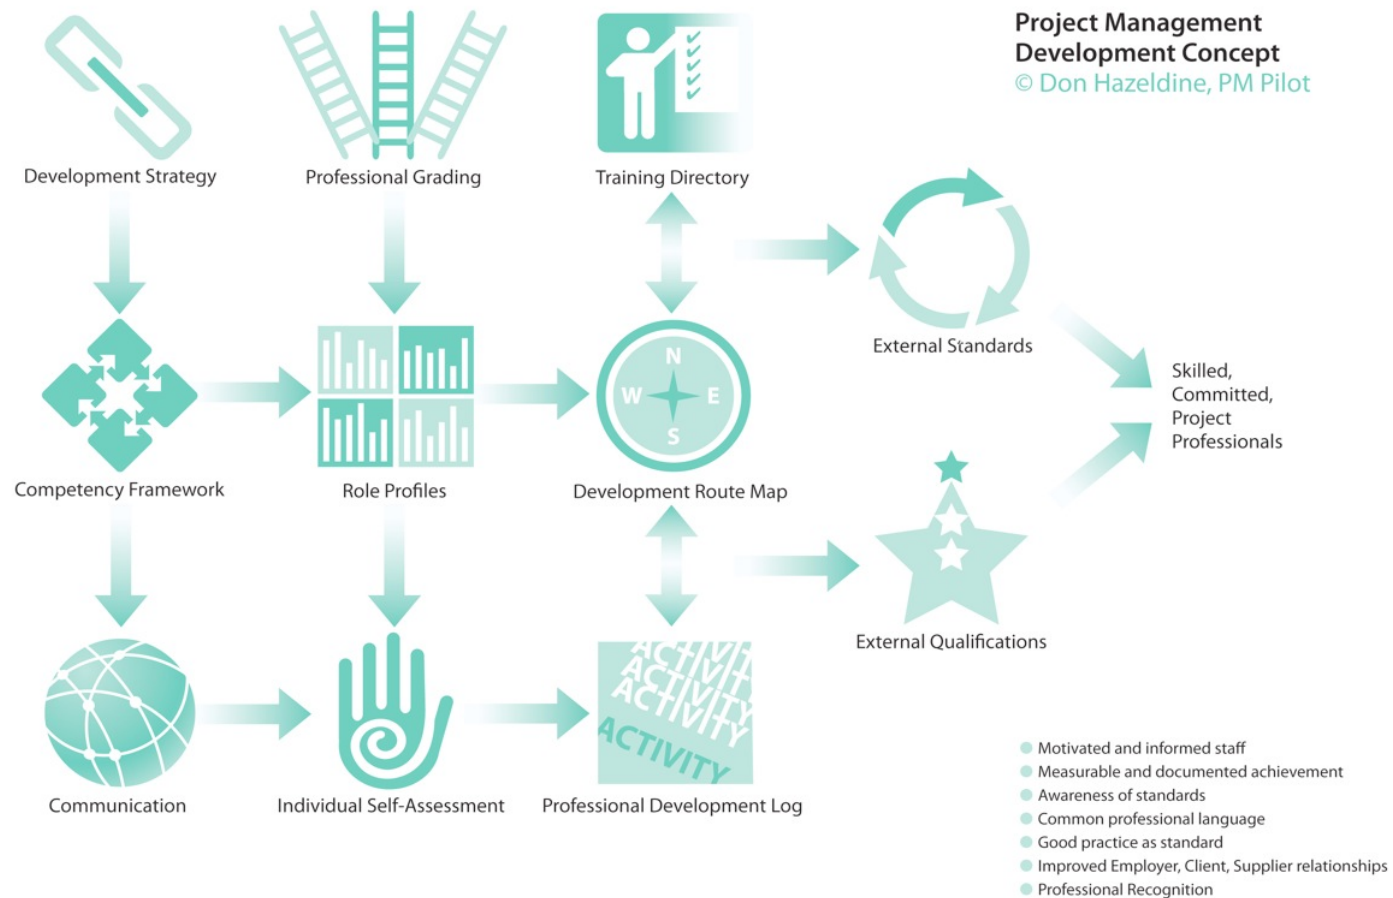 Project Management
Development Concept
© Don Hazeldine, PM Pilot
Development Strategy
Professional Grading
Training Directory
External Standards
N
W
E
S
Skilled,
Committed,
Project
Professionals
Competency Framework
Role Profiles
Development Route Map
External Qualifications
ACTIVITY
ACTIVITY
ACTIVITY
ACTIVITY
Communication
Individual Self-Assessment
Professional Development Log
Motivated and informed staff
Measurable and documented achievement
Awareness of standards
Common professional language
Good practice as standard
Improved Employer, Client, Supplier relationships
Professional Recognition